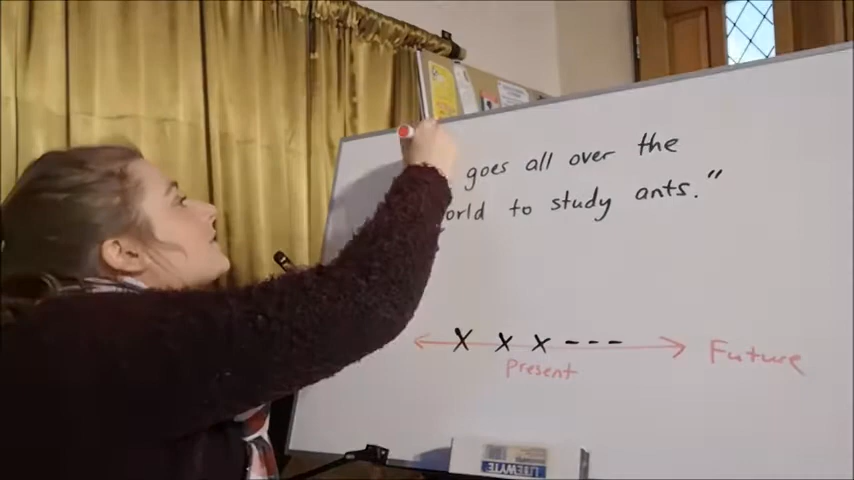 goes all over the
orld to study ants."
X X X - - -
Present
Future